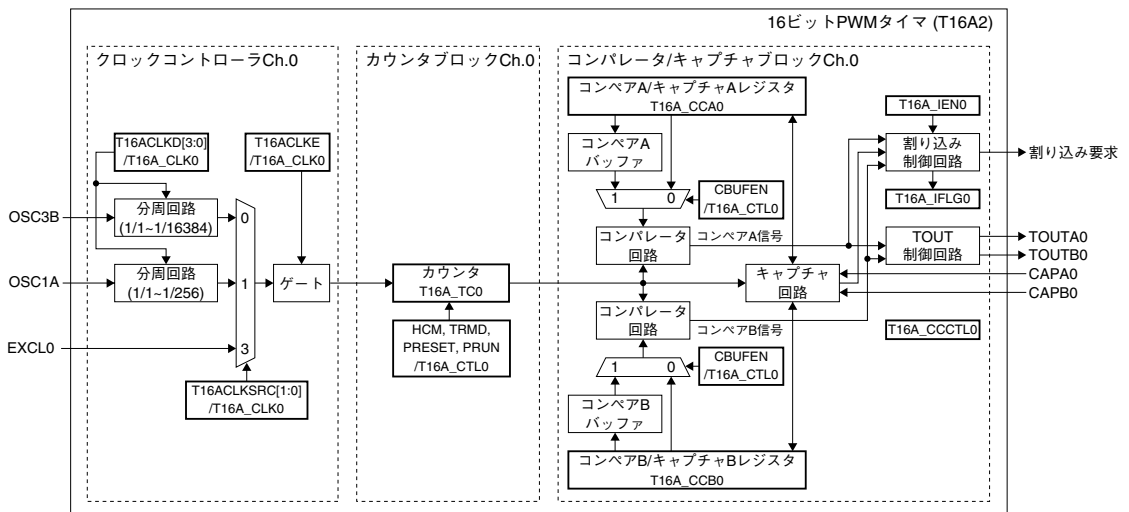 16ビットPWMタイマ (T16A2)
クロックコントローラCh.0
T16ACLKD[3:0]
/T16A_CLK0
T16ACLKE
/T16A_CLK0
OSC3B
分周回路
(1/1~1/16384)
0
OSC1A
分周回路
(1/1~1/256)
1
ゲート
EXCL0
3
T16ACLKSRC[1:0]
/T16A_CLK0
カウンタブロックCh.0
カウンタ
T16A_TC0
HCM, TRMD,
PRESET, PRUN
/T16A_CTL0
コンパレータ/キャプチャブロックCh.0
コンペアA/キャプチャAレジスタ
T16A_CCA0
コンペアA
バッファ
1 0
CBUFEN
/T16A_CTL0
コンパレータ
回路
コンペアA信号
キャプチャ
回路
コンパレータ
回路
コンペアB信号
1 0
CBUFEN
/T16A_CTL0
コンペアB
バッファ
コンペアB/キャプチャBレジスタ
T16A_CCB0
T16A_IEN0
割り込み
制御回路
割り込み要求
T16A_IFLG0
TOUT
制御回路
TOUTA0
TOUTB0
CAPA0
CAPB0
T16A_CCCTL0